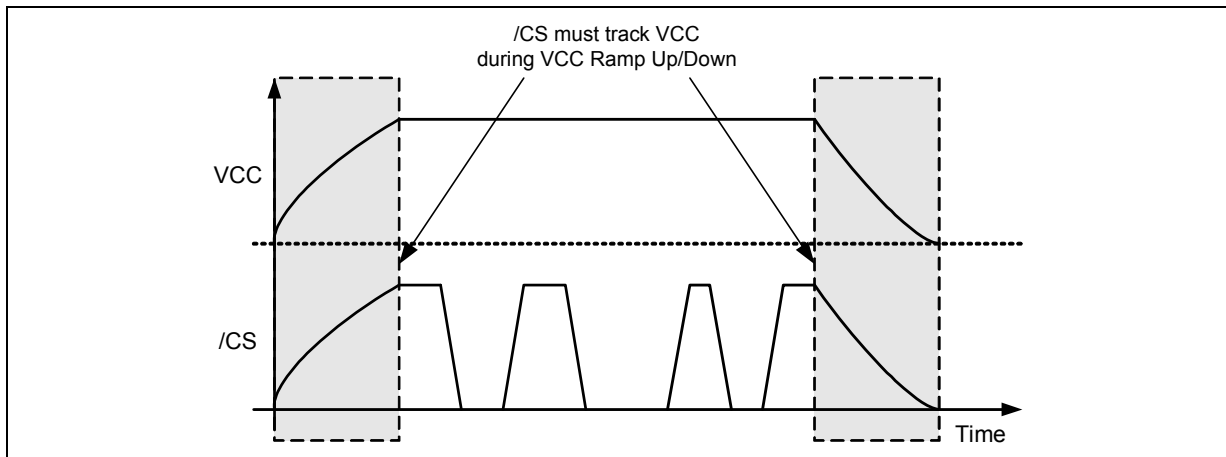 /CS must track VCC
during VCC Ramp Up/Down
VCC
/CS
Time